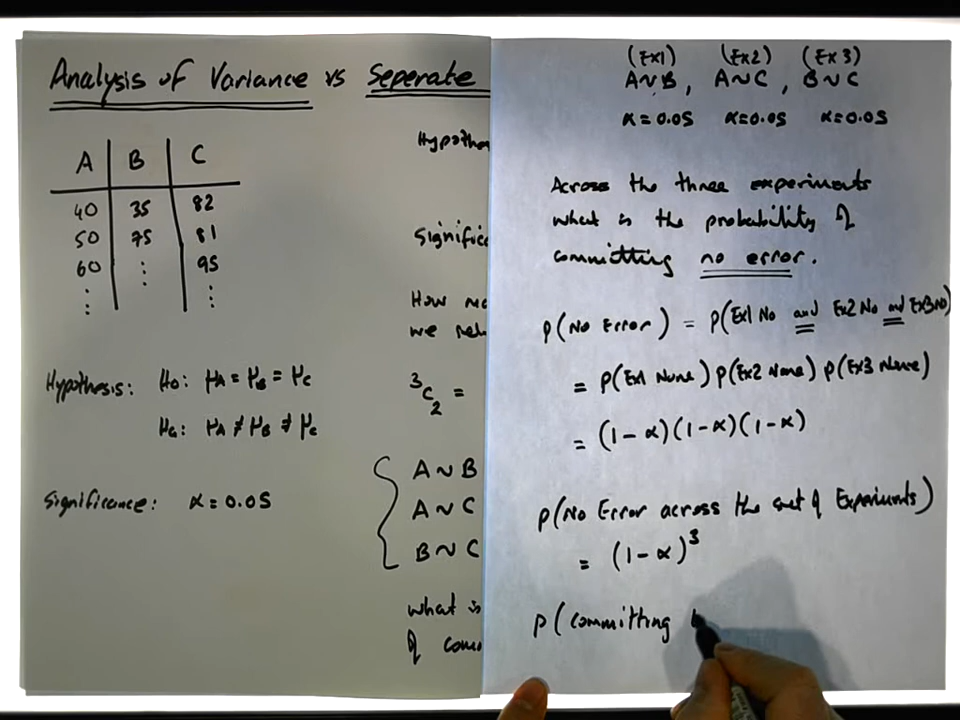 Analysis of Variance vs Seperate
A B C
40 35 82
50 75 81
60 : 95
: :
Hypothesis: H0: μA = μB = μC
Ha: μA ≠ μB ≠ μC
Significance: α = 0.05
Hypothe
Signific
How
we
³C₂ =
A ~ B
A ~ C
B ~ C
what is
of com
(Ex1) (Ex2) (Ex3)
A~B, A~C, B~C
α=0.05 α=0.05 α=0.05
Across the three experiments
what is the probability of
committing no error.
P(No Error) = P(Ex1 No and Ex2 No and Ex3 No)
= P(Ex1 None) P(Ex2 None) P(Ex3 None)
= (1-α)(1-α)(1-α)
P(No Error across the set of Experiments)
= (1-α)³
P(committing